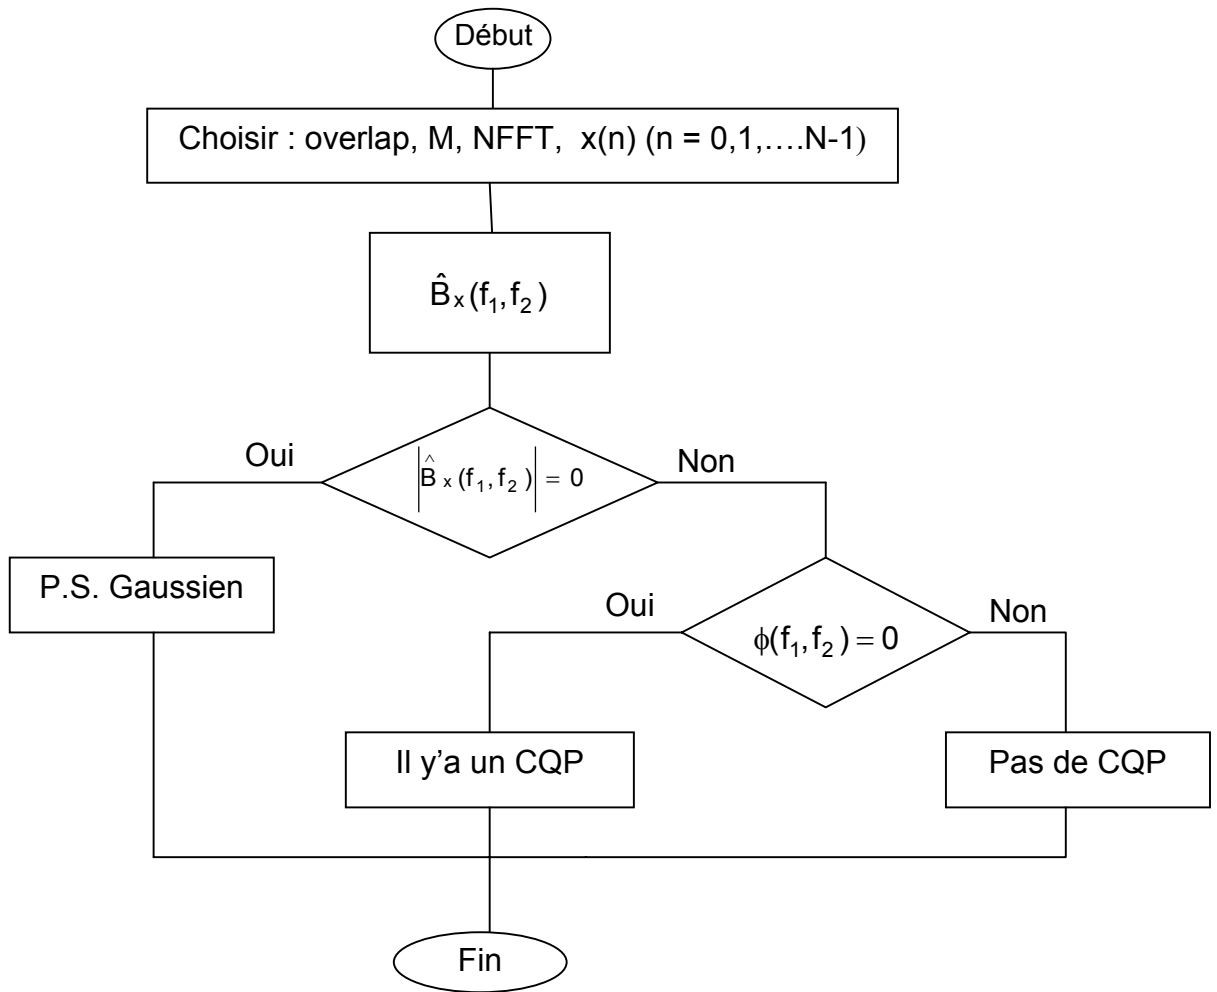 Début
Choisir : overlap, M, NFFT, x(n) (n = 0,1,….N-1)
B̂x(f₁,f₂)
Oui
|B̂x(f₁,f₂)| = 0
Non
P.S. Gaussien
Oui
ϕ(f₁,f₂) = 0
Non
Il y’a un CQP
Pas de CQP
Fin